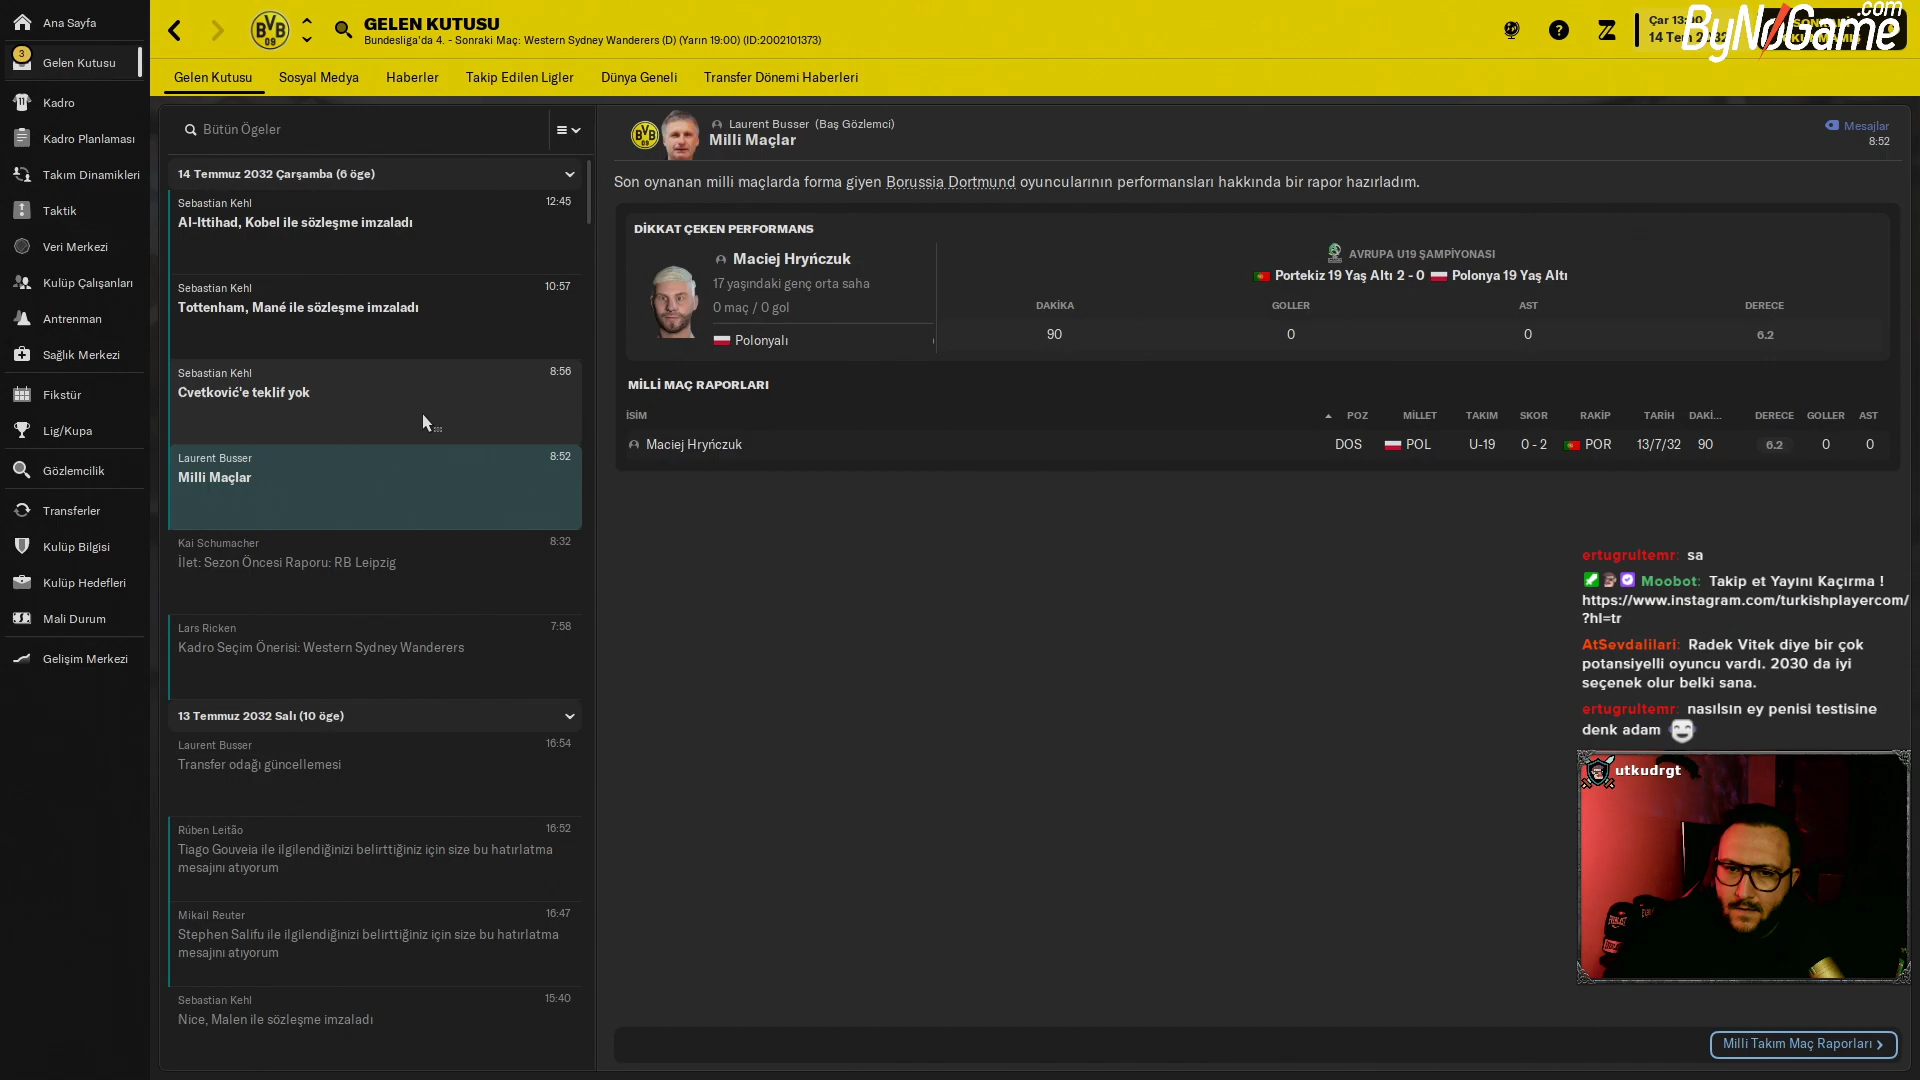 Ana Sayfa
3
Gelen Kutusu
Kadro
Kadro Planlaması
Takım Dinamikleri
Taktik
Veri Merkezi
Kulüp Çalışanları
Antrenman
Sağlık Merkezi
Fikstür
Lig/Kupa
Gözlemcilik
Transferler
Kulüp Bilgisi
Kulüp Hedefleri
Mali Durum
Gelişim Merkezi
BVB 09
GELEN KUTUSU
Bundesliga'da 4. - Sonraki Maç: Western Sydney Wanderers (D) (Yarın 19:00) (ID:2002101373)
Çar 13:00
14 Tem 2032
ByNoGame.com
Gelen Kutusu
Sosyal Medya
Haberler
Takip Edilen Ligler
Dünya Geneli
Transfer Dönemi Haberleri
Bütün Ögeler
14 Temmuz 2032 Çarşamba (6 öge)
Sebastian Kehl 12:45
Al-Ittihad, Kobel ile sözleşme imzaladı
Sebastian Kehl 10:57
Tottenham, Mané ile sözleşme imzaladı
Sebastian Kehl 8:56
Cvetković'e teklif yok
Laurent Busser 8:52
Milli Maçlar
Kai Schumacher 8:32
İlet: Sezon Öncesi Raporu: RB Leipzig
Lars Ricken 7:58
Kadro Seçim Önerisi: Western Sydney Wanderers
13 Temmuz 2032 Salı (10 öge)
Laurent Busser 16:54
Transfer odağı güncellemesi
Rúben Leitão 16:52
Tiago Gouveia ile ilgilendiğinizi belirttiğiniz için size bu hatırlatma
mesajını atıyorum
Mikail Reuter 16:47
Stephen Salifu ile ilgilendiğinizi belirttiğiniz için size bu hatırlatma
mesajını atıyorum
Sebastian Kehl 15:40
Nice, Malen ile sözleşme imzaladı
BVB 09
Laurent Busser (Baş Gözlemci)
Milli Maçlar
Mesajlar
8:52
Son oynanan milli maçlarda forma giyen Borussia Dortmund oyuncularının performansları hakkında bir rapor hazırladım.
DİKKAT ÇEKEN PERFORMANS
Maciej Hryńczuk
17 yaşındaki genç orta saha
0 maç / 0 gol
Polonyalı
AVRUPA U19 ŞAMPİYONASI
Portekiz 19 Yaş Altı 2 - 0 Polonya 19 Yaş Altı
DAKİKA GOLLER AST DERECE
90 0 0 6.2
MİLLİ MAÇ RAPORLARI
İSİM POZ MİLLET TAKIM SKOR RAKİP TARİH DAKİ... DERECE GOLLER AST
Maciej Hryńczuk DOS POL U-19 0 - 2 POR 13/7/32 90 6.2 0 0
ertugrultemr: sa
Moobot: Takip et Yayını Kaçırma !
https://www.instagram.com/turkishplayercom/
?hl=tr
AtSevdalilari: Radek Vitek diye bir çok
potansiyelli oyuncu vardı. 2030 da iyi
seçenek olur belki sana.
ertugrultemr: nasılsın ey penisi testisine
denk adam
utkudrgt
Milli Takım Maç Raporları